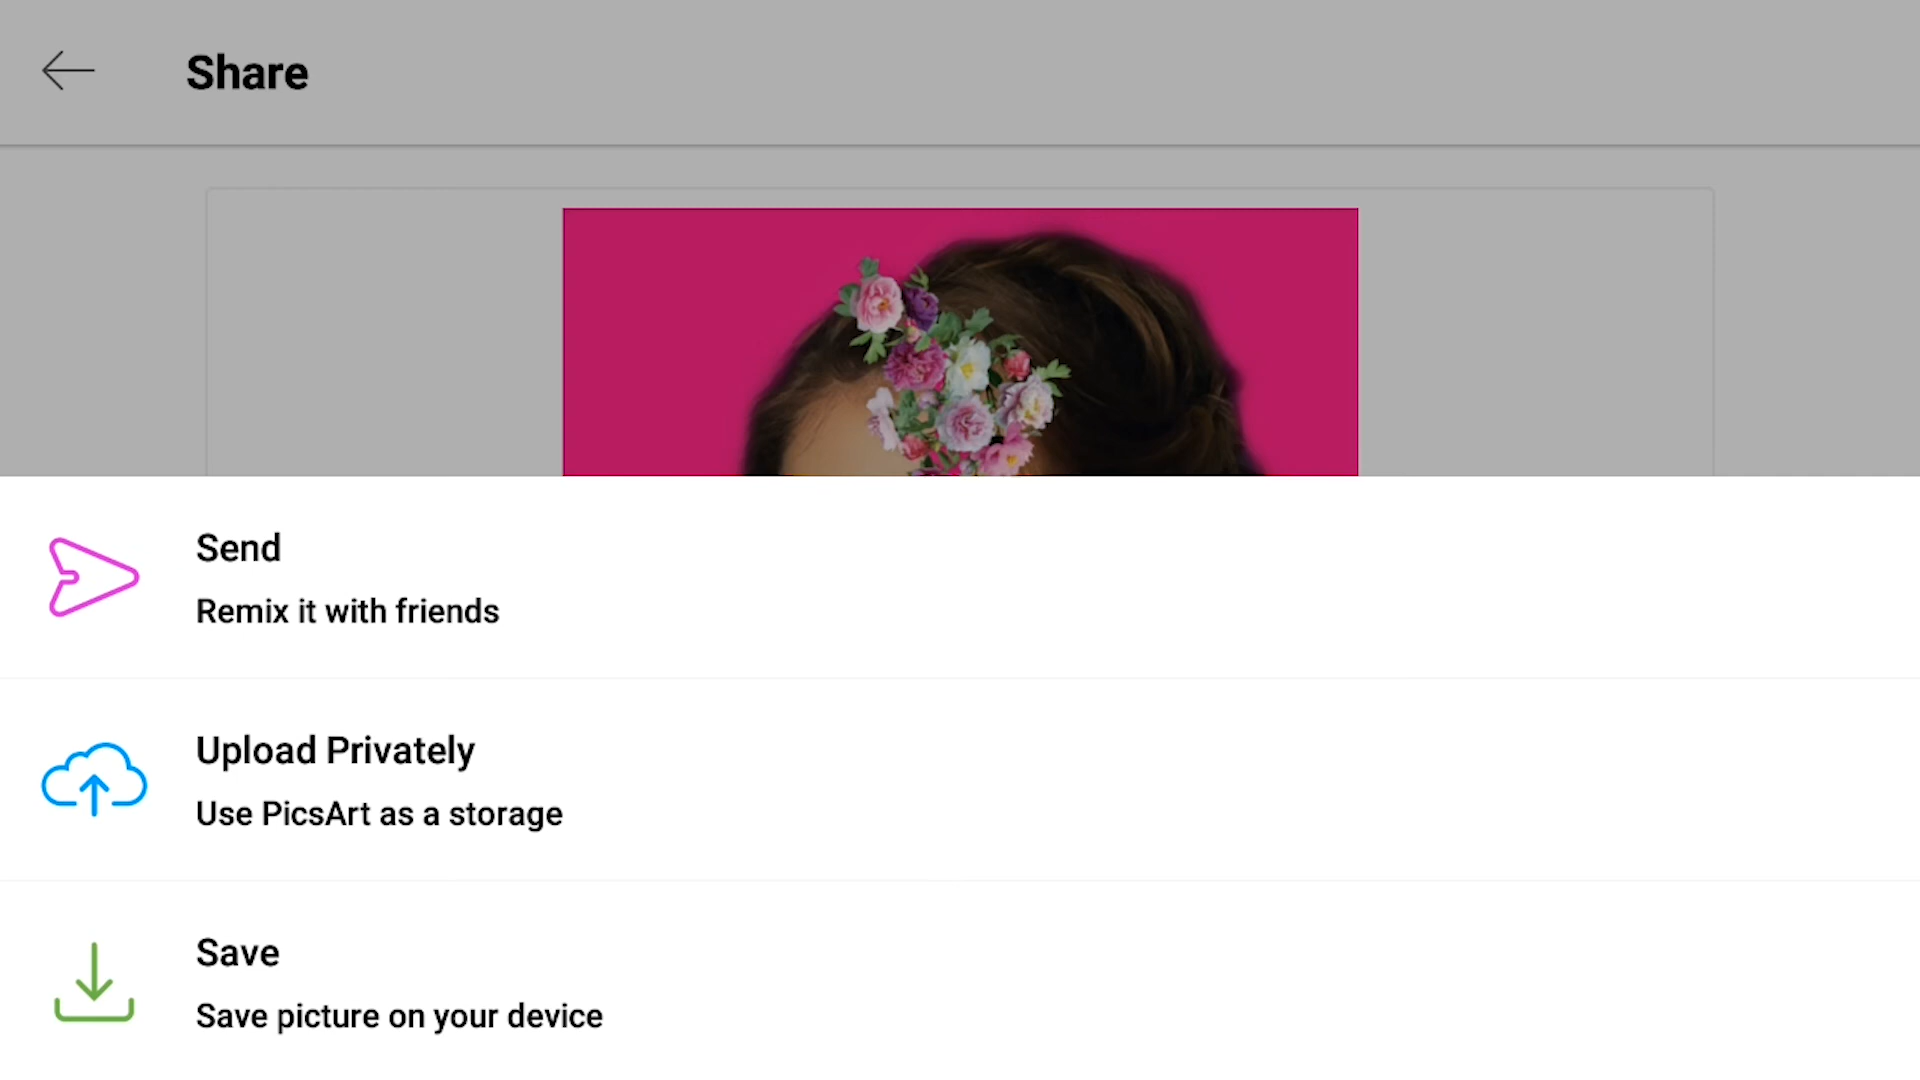 Share
Send
Remix it with friends
Upload Privately
Use PicsArt as a storage
Save
Save picture on your device